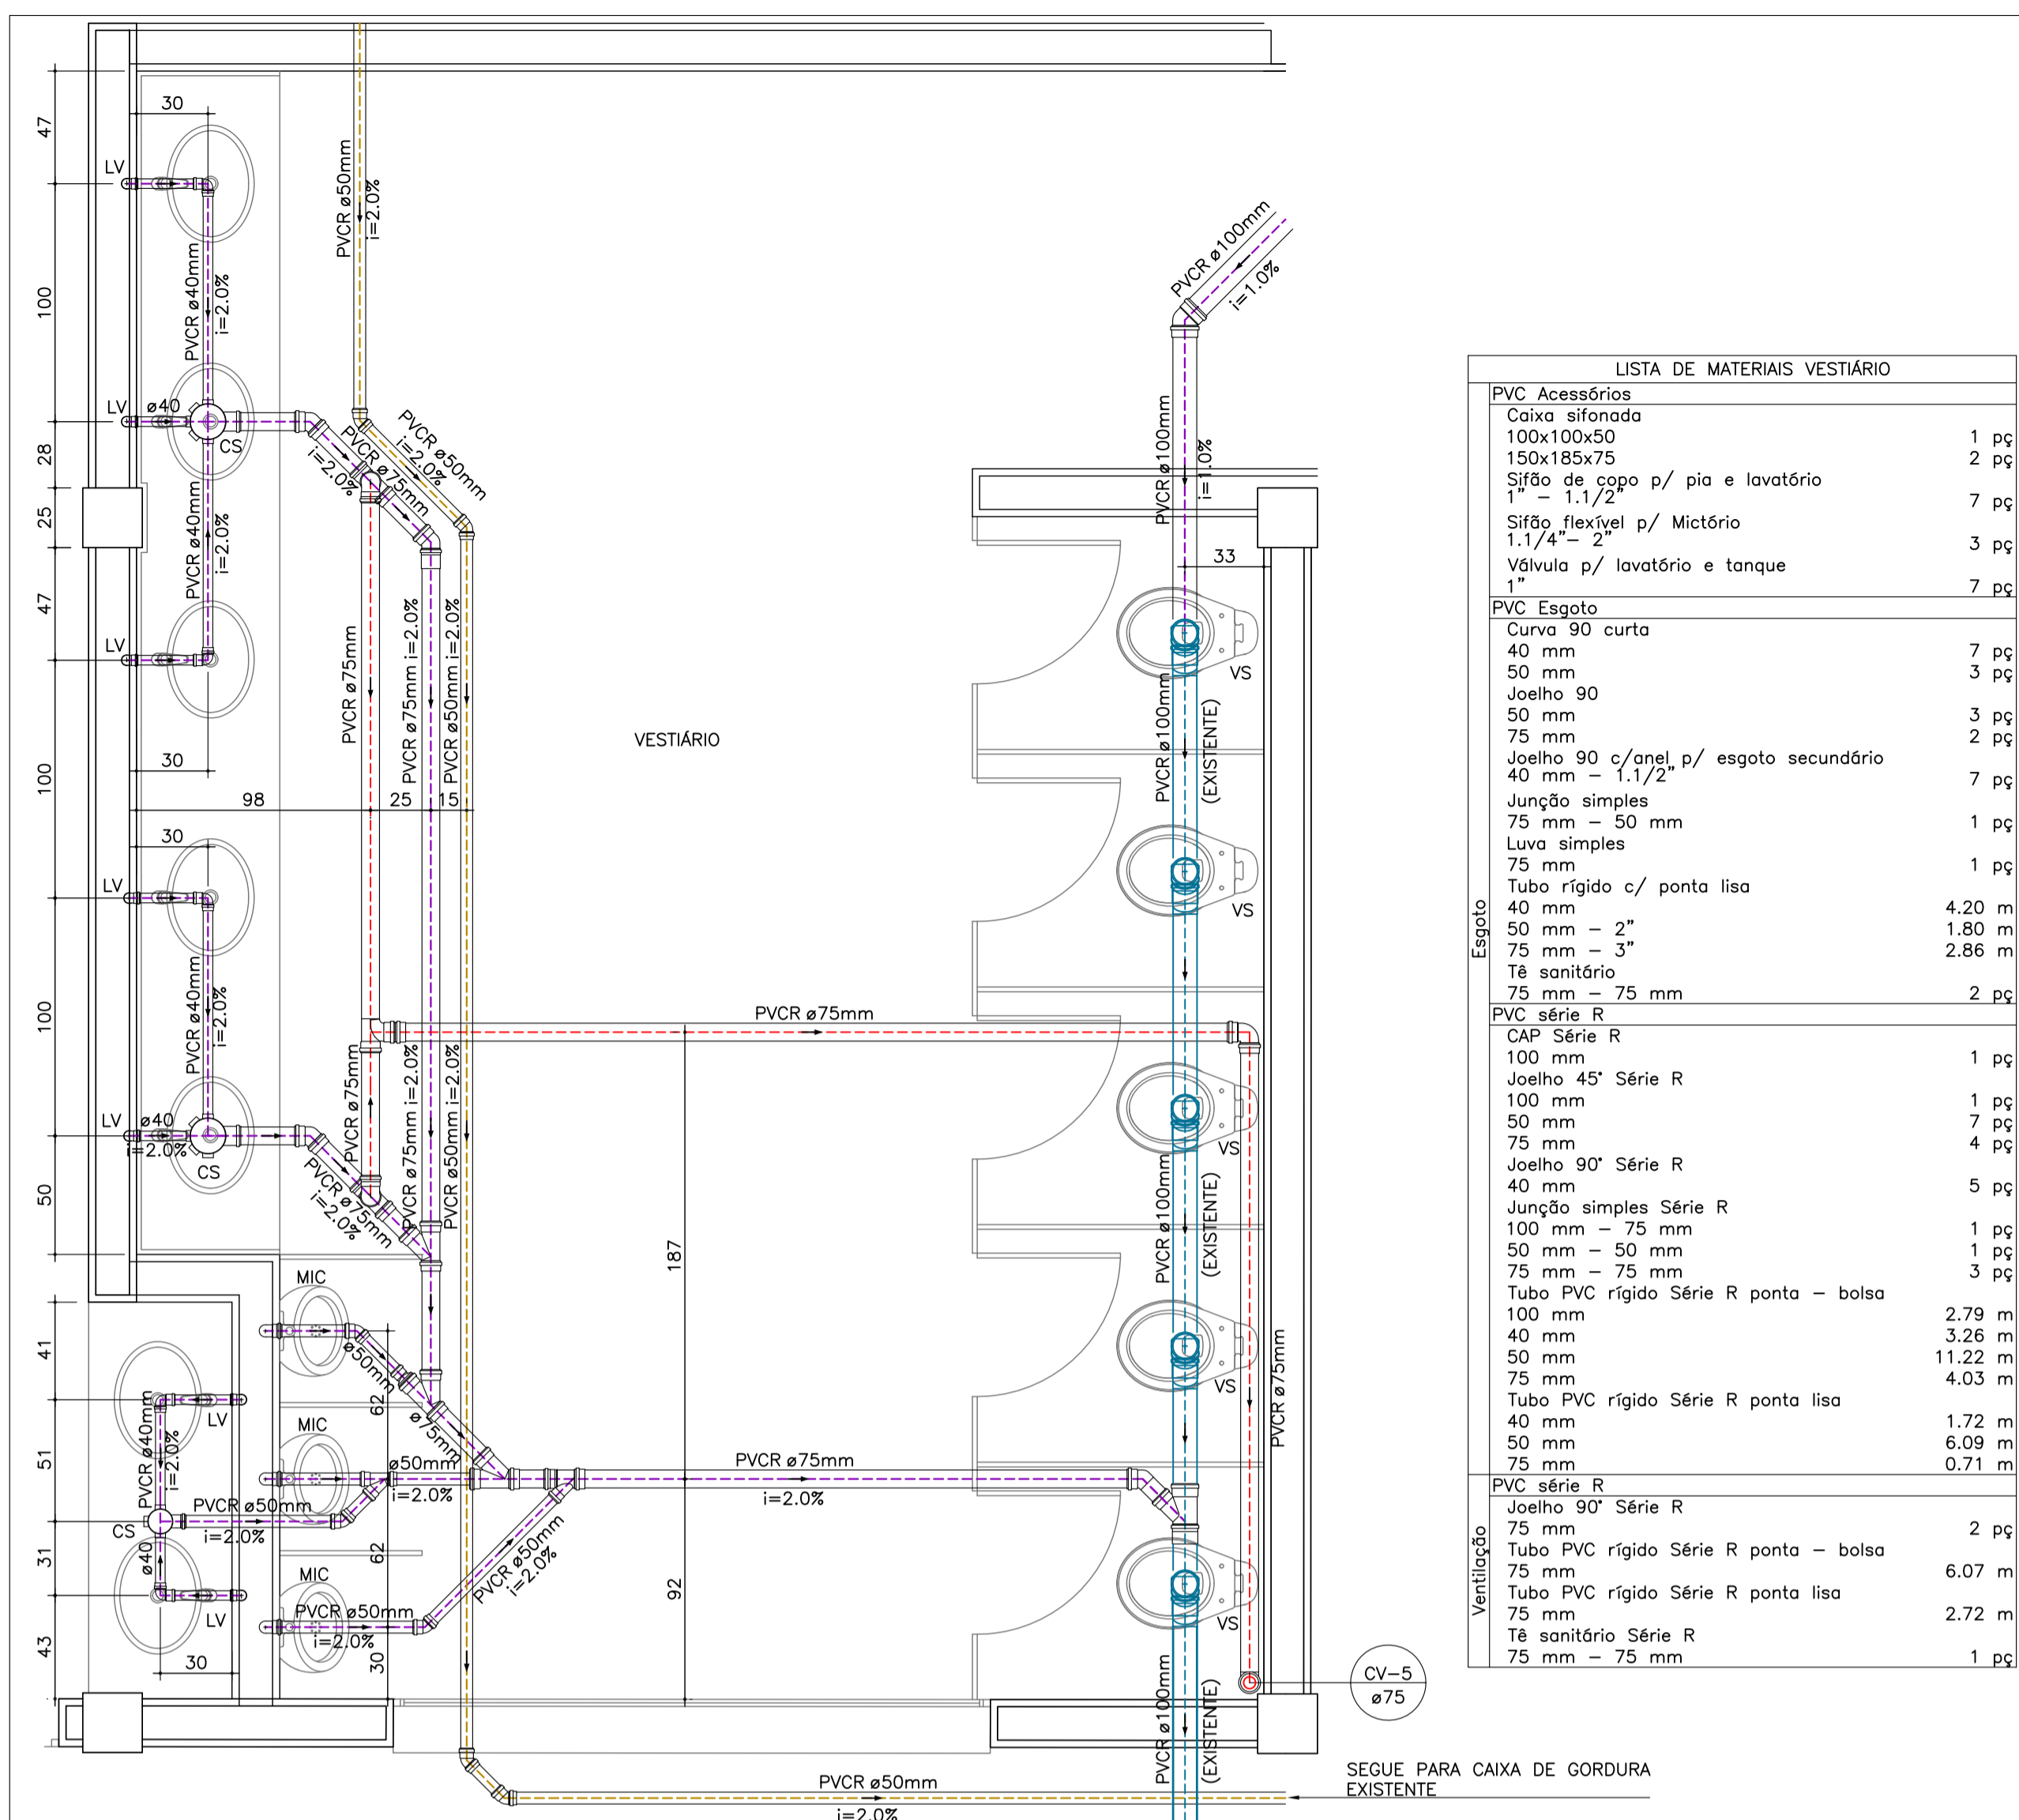 30
47
LV
PVCR ø50mm
i=2.0%
PVCR ø40mm
i=2.0%
100
PVCR ø100mm
i=1.0%
LV
ø40
CS
28
PVCR ø50mm
i=2.0%
PVCR ø75mm
i=2.0%
PVCR ø100mm
i=1.0%
25
PVCR ø40mm
i=2.0%
33
47
LV
VS
PVCR ø75mm
PVCR ø75mm i=2.0%
PVCR ø50mm i=2.0%
VESTIÁRIO
PVCR ø100mm
(EXISTENTE)
30
100
98
25
15
30
LV
VS
PVCR ø40mm
i=2.0%
100
PVCR ø75mm
PVCR ø75mm
PVCR ø75mm i=2.0%
PVCR ø50mm i=2.0%
LV
ø40
i=2.0%
CS
VS
50
PVCR ø75mm
i=2.0%
PVCR ø100mm
(EXISTENTE)
187
MIC
41
ø50mm
62
VS
PVCR ø75mm
LV
PVCR ø40mm
i=2.0%
MIC
ø75mm
51
ø50mm
i=2.0%
PVCR ø75mm
i=2.0%
PVCR ø50mm
i=2.0%
CS
ø40
31
62
PVCR ø50mm
i=2.0%
MIC
92
LV
PVCR ø50mm
i=2.0%
VS
43
30
30
PVCR ø100mm
(EXISTENTE)
CV-5
ø75
PVCR ø50mm
i=2.0%
SEGUE PARA CAIXA DE GORDURA
EXISTENTE
LISTA DE MATERIAIS VESTIÁRIO
Esgoto
PVC Acessórios
Caixa sifonada
100x100x50 1 pç
150x185x75 2 pç
Sifão de copo p/ pia e lavatório
1" - 1.1/2" 7 pç
Sifão flexível p/ Mictório
1.1/4"- 2" 3 pç
Válvula p/ lavatório e tanque
1" 7 pç
PVC Esgoto
Curva 90 curta
40 mm 7 pç
50 mm 3 pç
Joelho 90
50 mm 3 pç
75 mm 2 pç
Joelho 90 c/anel p/ esgoto secundário
40 mm - 1.1/2" 7 pç
Junção simples
75 mm - 50 mm 1 pç
Luva simples
75 mm 1 pç
Tubo rígido c/ ponta lisa
40 mm 4.20 m
50 mm - 2" 1.80 m
75 mm - 3" 2.86 m
Tê sanitário
75 mm - 75 mm 2 pç
PVC série R
CAP Série R
100 mm 1 pç
Joelho 45° Série R
100 mm 1 pç
50 mm 7 pç
75 mm 4 pç
Joelho 90° Série R
40 mm 5 pç
Junção simples Série R
100 mm - 75 mm 1 pç
50 mm - 50 mm 1 pç
75 mm - 75 mm 3 pç
Tubo PVC rígido Série R ponta - bolsa
100 mm 2.79 m
40 mm 3.26 m
50 mm 11.22 m
75 mm 4.03 m
Tubo PVC rígido Série R ponta lisa
40 mm 1.72 m
50 mm 6.09 m
75 mm 0.71 m
Ventilação
PVC série R
Joelho 90° Série R
75 mm 2 pç
Tubo PVC rígido Série R ponta - bolsa
75 mm 6.07 m
Tubo PVC rígido Série R ponta lisa
75 mm 2.72 m
Tê sanitário Série R
75 mm - 75 mm 1 pç